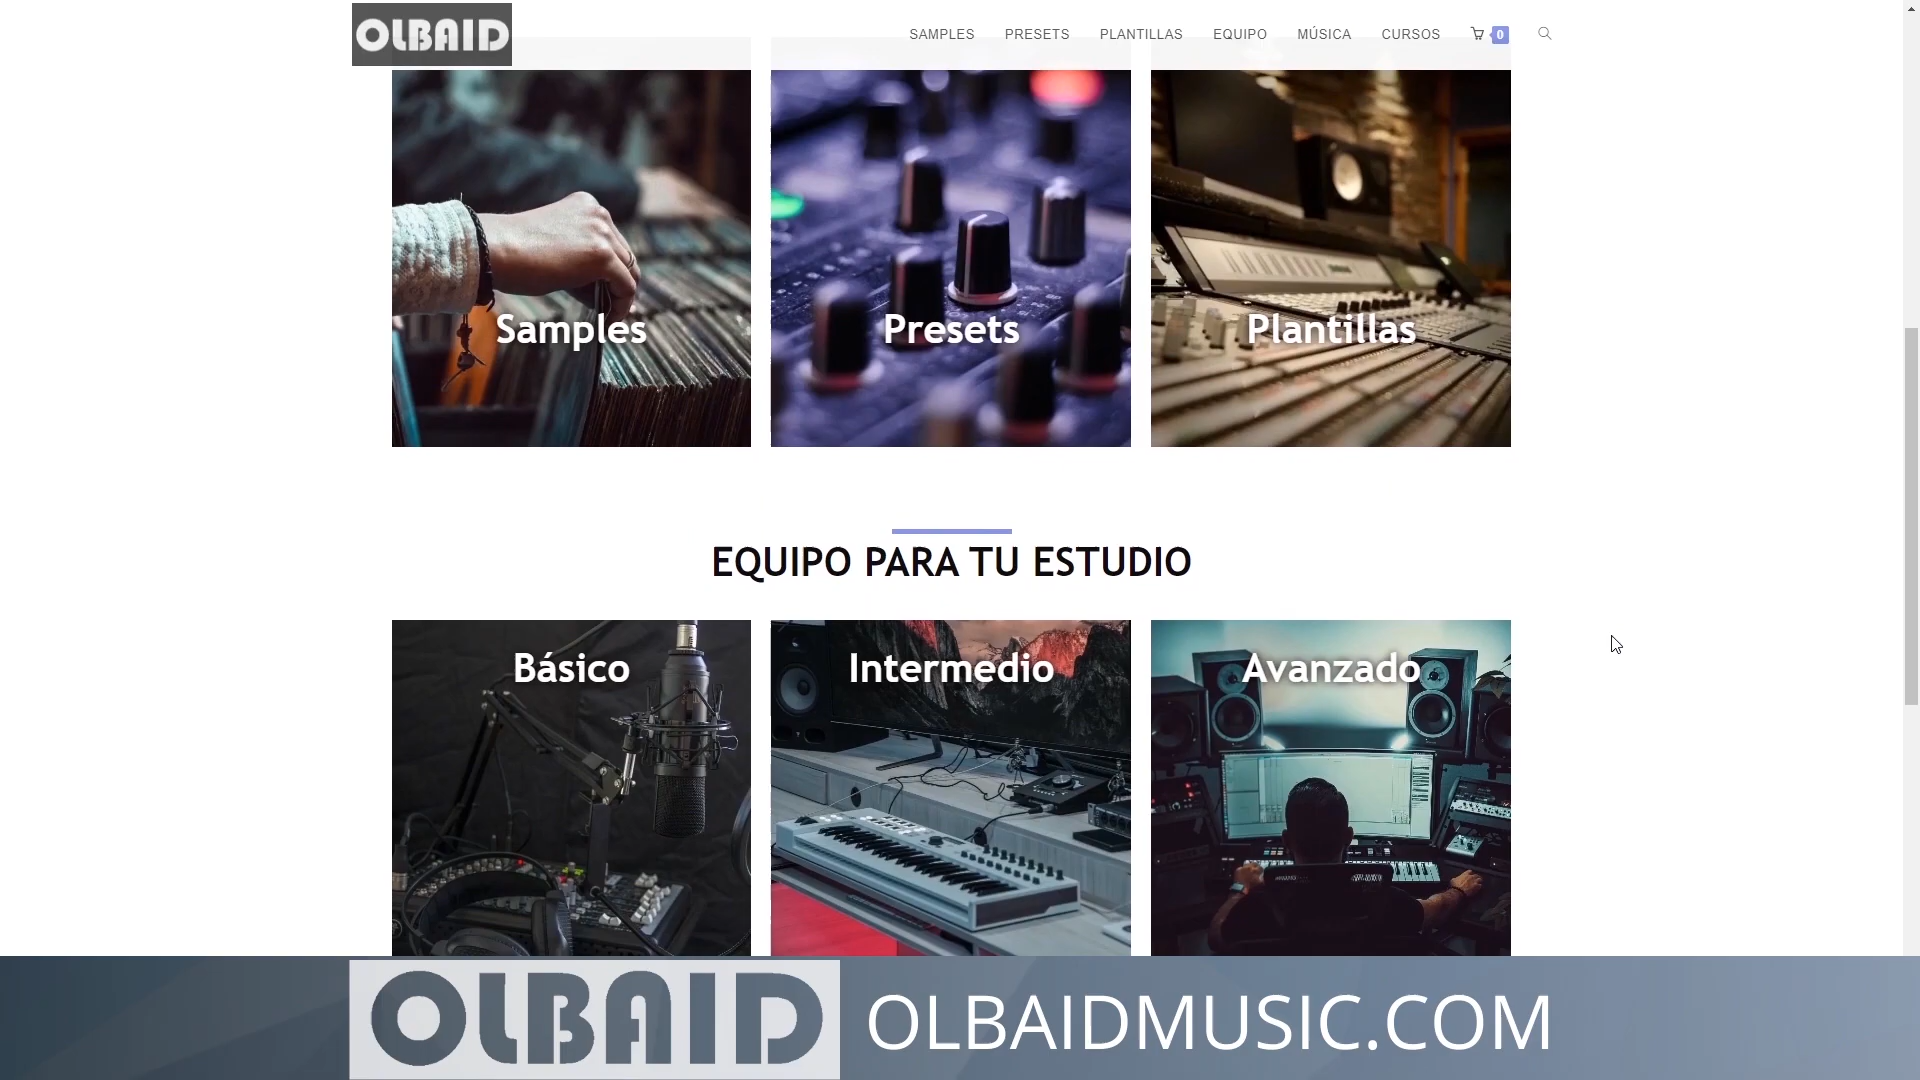 OLBAID
SAMPLES PRESETS PLANTILLAS EQUIPO MÚSICA CURSOS 0
Samples
Presets
Plantillas
EQUIPO PARA TU ESTUDIO
Básico
Intermedio
Avanzado
OLBAID OLBAIDMUSIC.COM